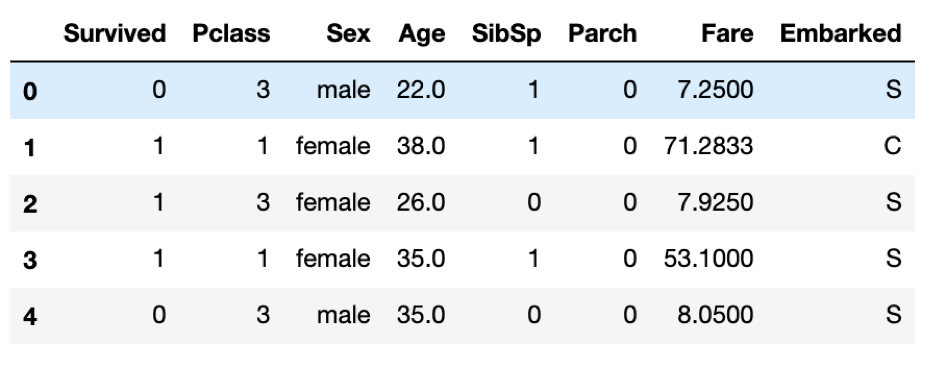 Survived Pclass Sex Age SibSp Parch Fare Embarked
0 0 3 male 22.0 1 0 7.2500 S
1 1 1 female 38.0 1 0 71.2833 C
2 1 3 female 26.0 0 0 7.9250 S
3 1 1 female 35.0 1 0 53.1000 S
4 0 3 male 35.0 0 0 8.0500 S